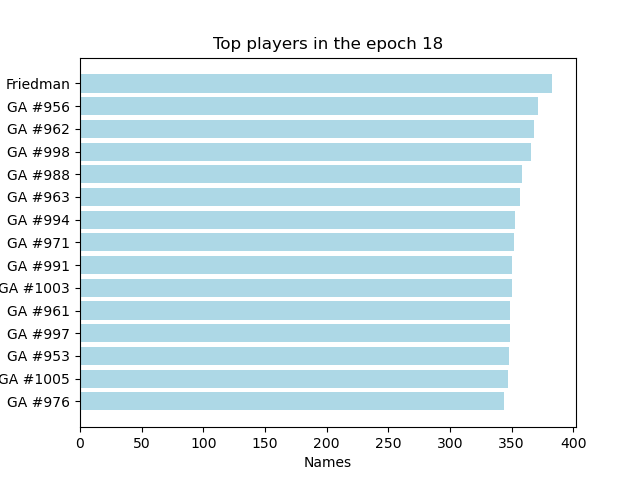 Top players in the epoch 18
Friedman
GA #956
GA #962
GA #998
GA #988
GA #963
GA #994
GA #971
GA #991
GA #1003
GA #961
GA #997
GA #953
GA #1005
GA #976
0 50 100 150 200 250 300 350 400
Names